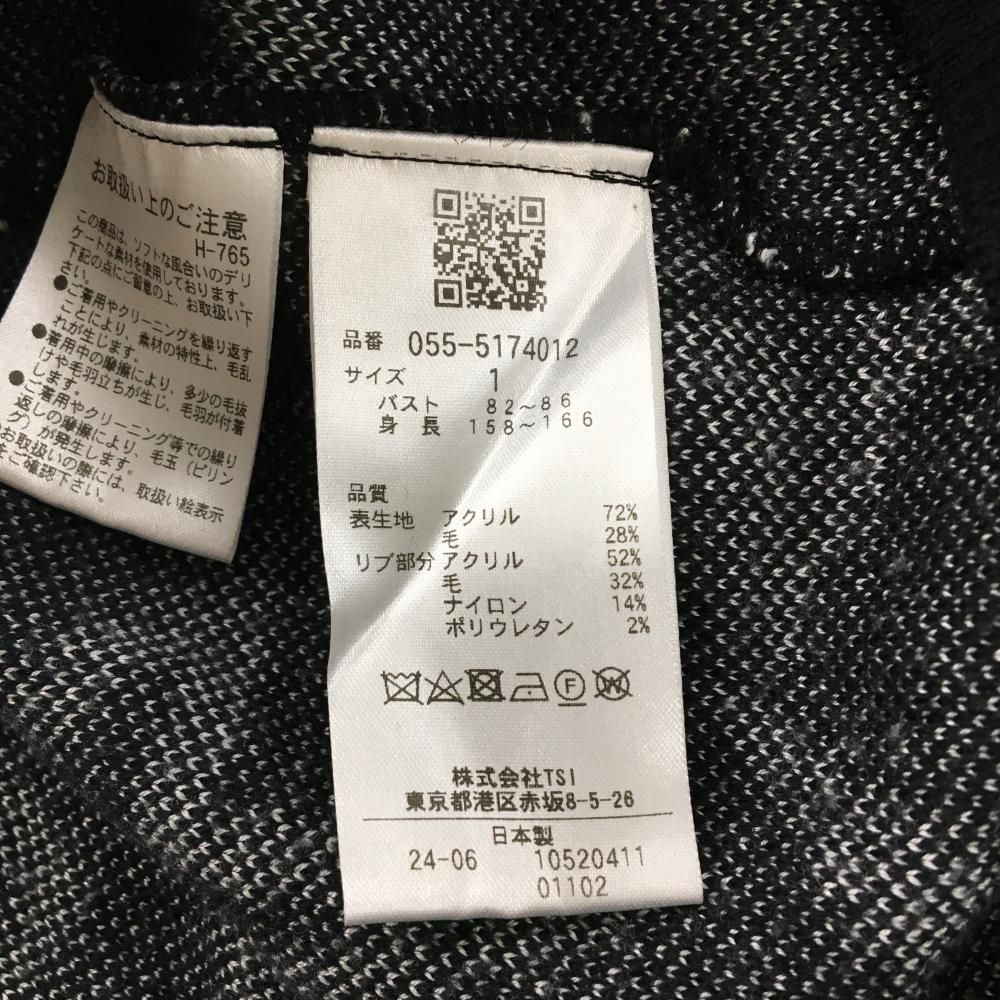 お取扱い上のご注意
H-765
この商品は、ソフトな風合いのデリ
ケートな素材を使用しております。
下記の点にご留意の上、お取扱い下
さい。
●ご着用やクリーニングを繰り返す
ことにより、素材の特性上、毛乱
れが生じます。
●着用中の摩擦により、多少の毛抜
けや毛羽立ちが生じ、毛羽が付着
します。
●ご着用やクリーニング等での繰り
返しの摩擦により、毛玉（ピリン
グ）が発生します。
お取扱いの際には、取扱い絵表示
をご確認下さい。
品番 055-5174012
サイズ 1
バスト 82～86
身長 158～166
品質
表生地 アクリル 72%
毛 28%
リブ部分 アクリル 52%
毛 32%
ナイロン 14%
ポリウレタン 2%
F W
株式会社TSI
東京都港区赤坂8-5-26
日本製
24-06 10520411
01102